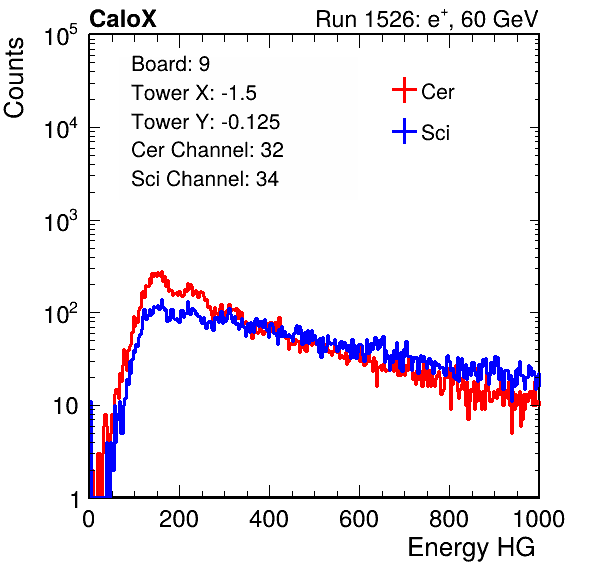 CaloX Run 1526: e⁺, 60 GeV
Board: 9
Tower X: -1.5
Tower Y: -0.125
Cer Channel: 32
Sci Channel: 34
Cer
Sci
Counts
10⁵
10⁴
10³
10²
10
1
0 200 400 600 800 1000
Energy HG